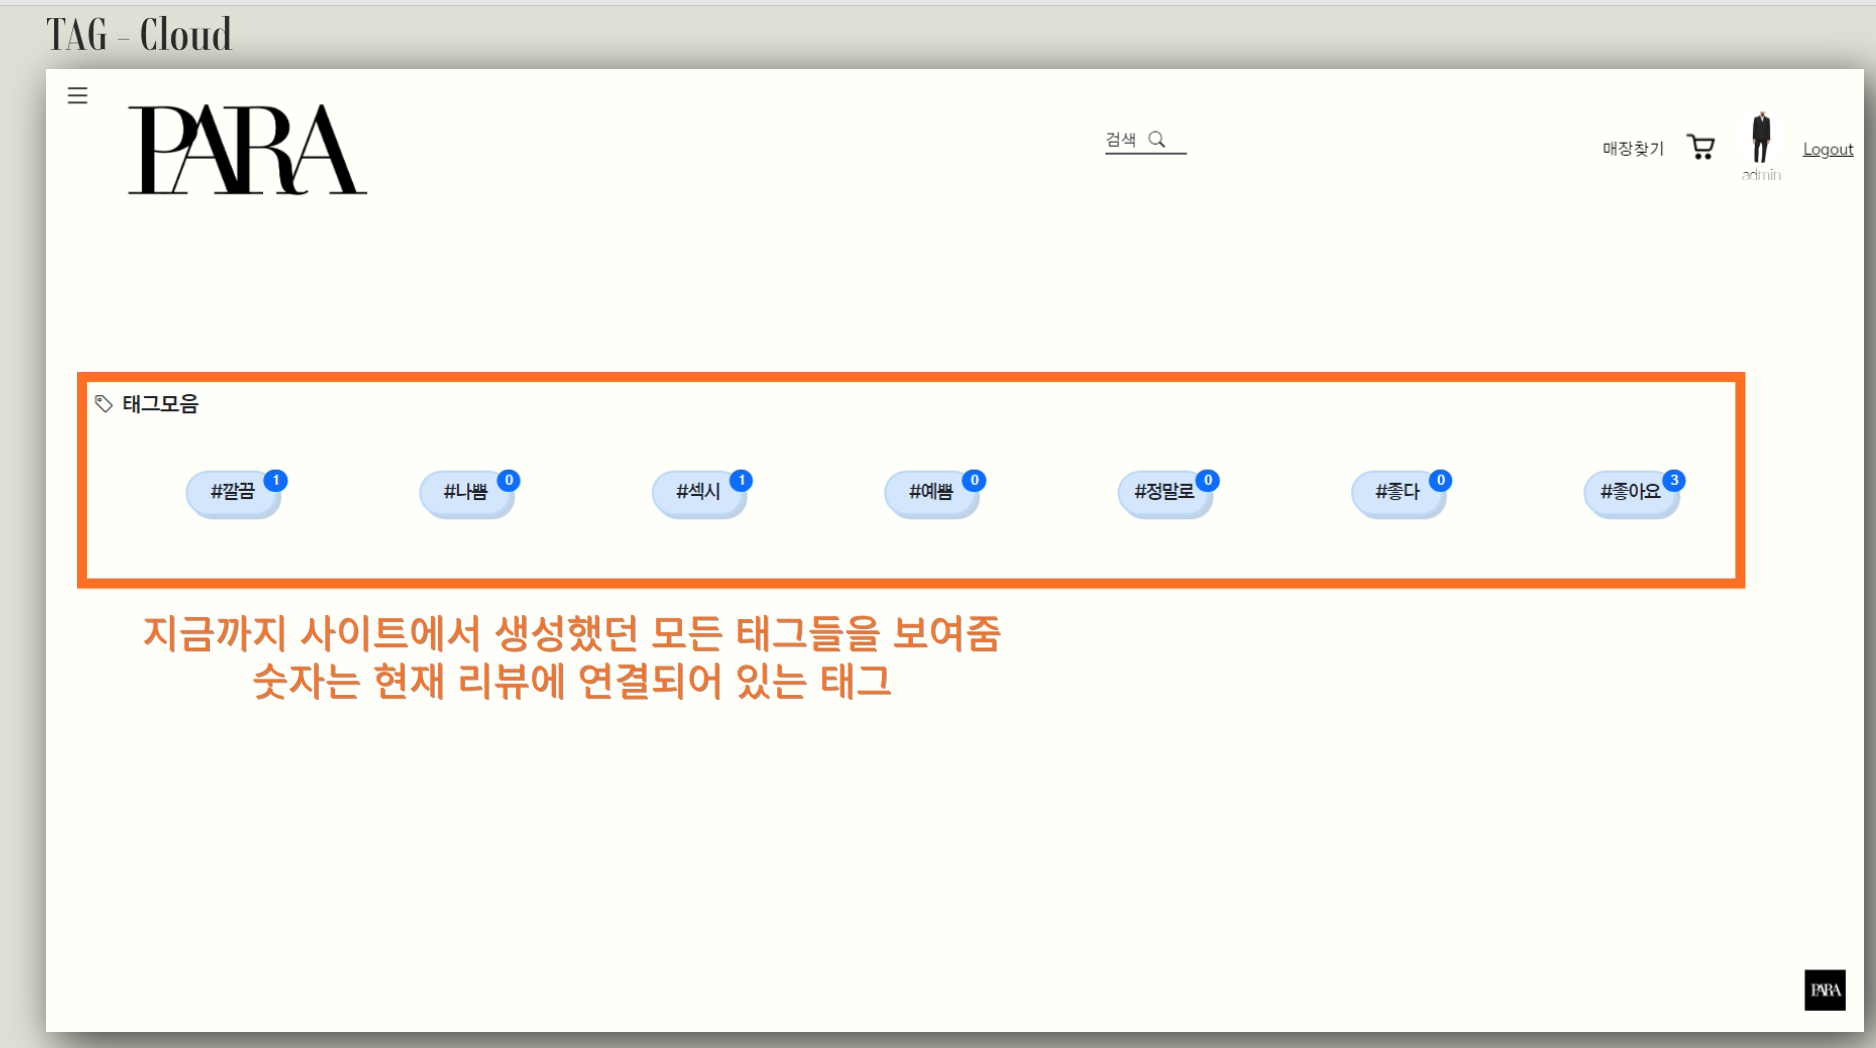 TAG - Cloud
PARA
검색
매장찾기
admin
Logout
태그모음
#깔끔 1
#나쁨 0
#섹시 1
#예쁨 0
#정말로 0
#좋다 0
#좋아요 3
지금까지 사이트에서 생성했던 모든 태그들을 보여줌
숫자는 현재 리뷰에 연결되어 있는 태그
PARA